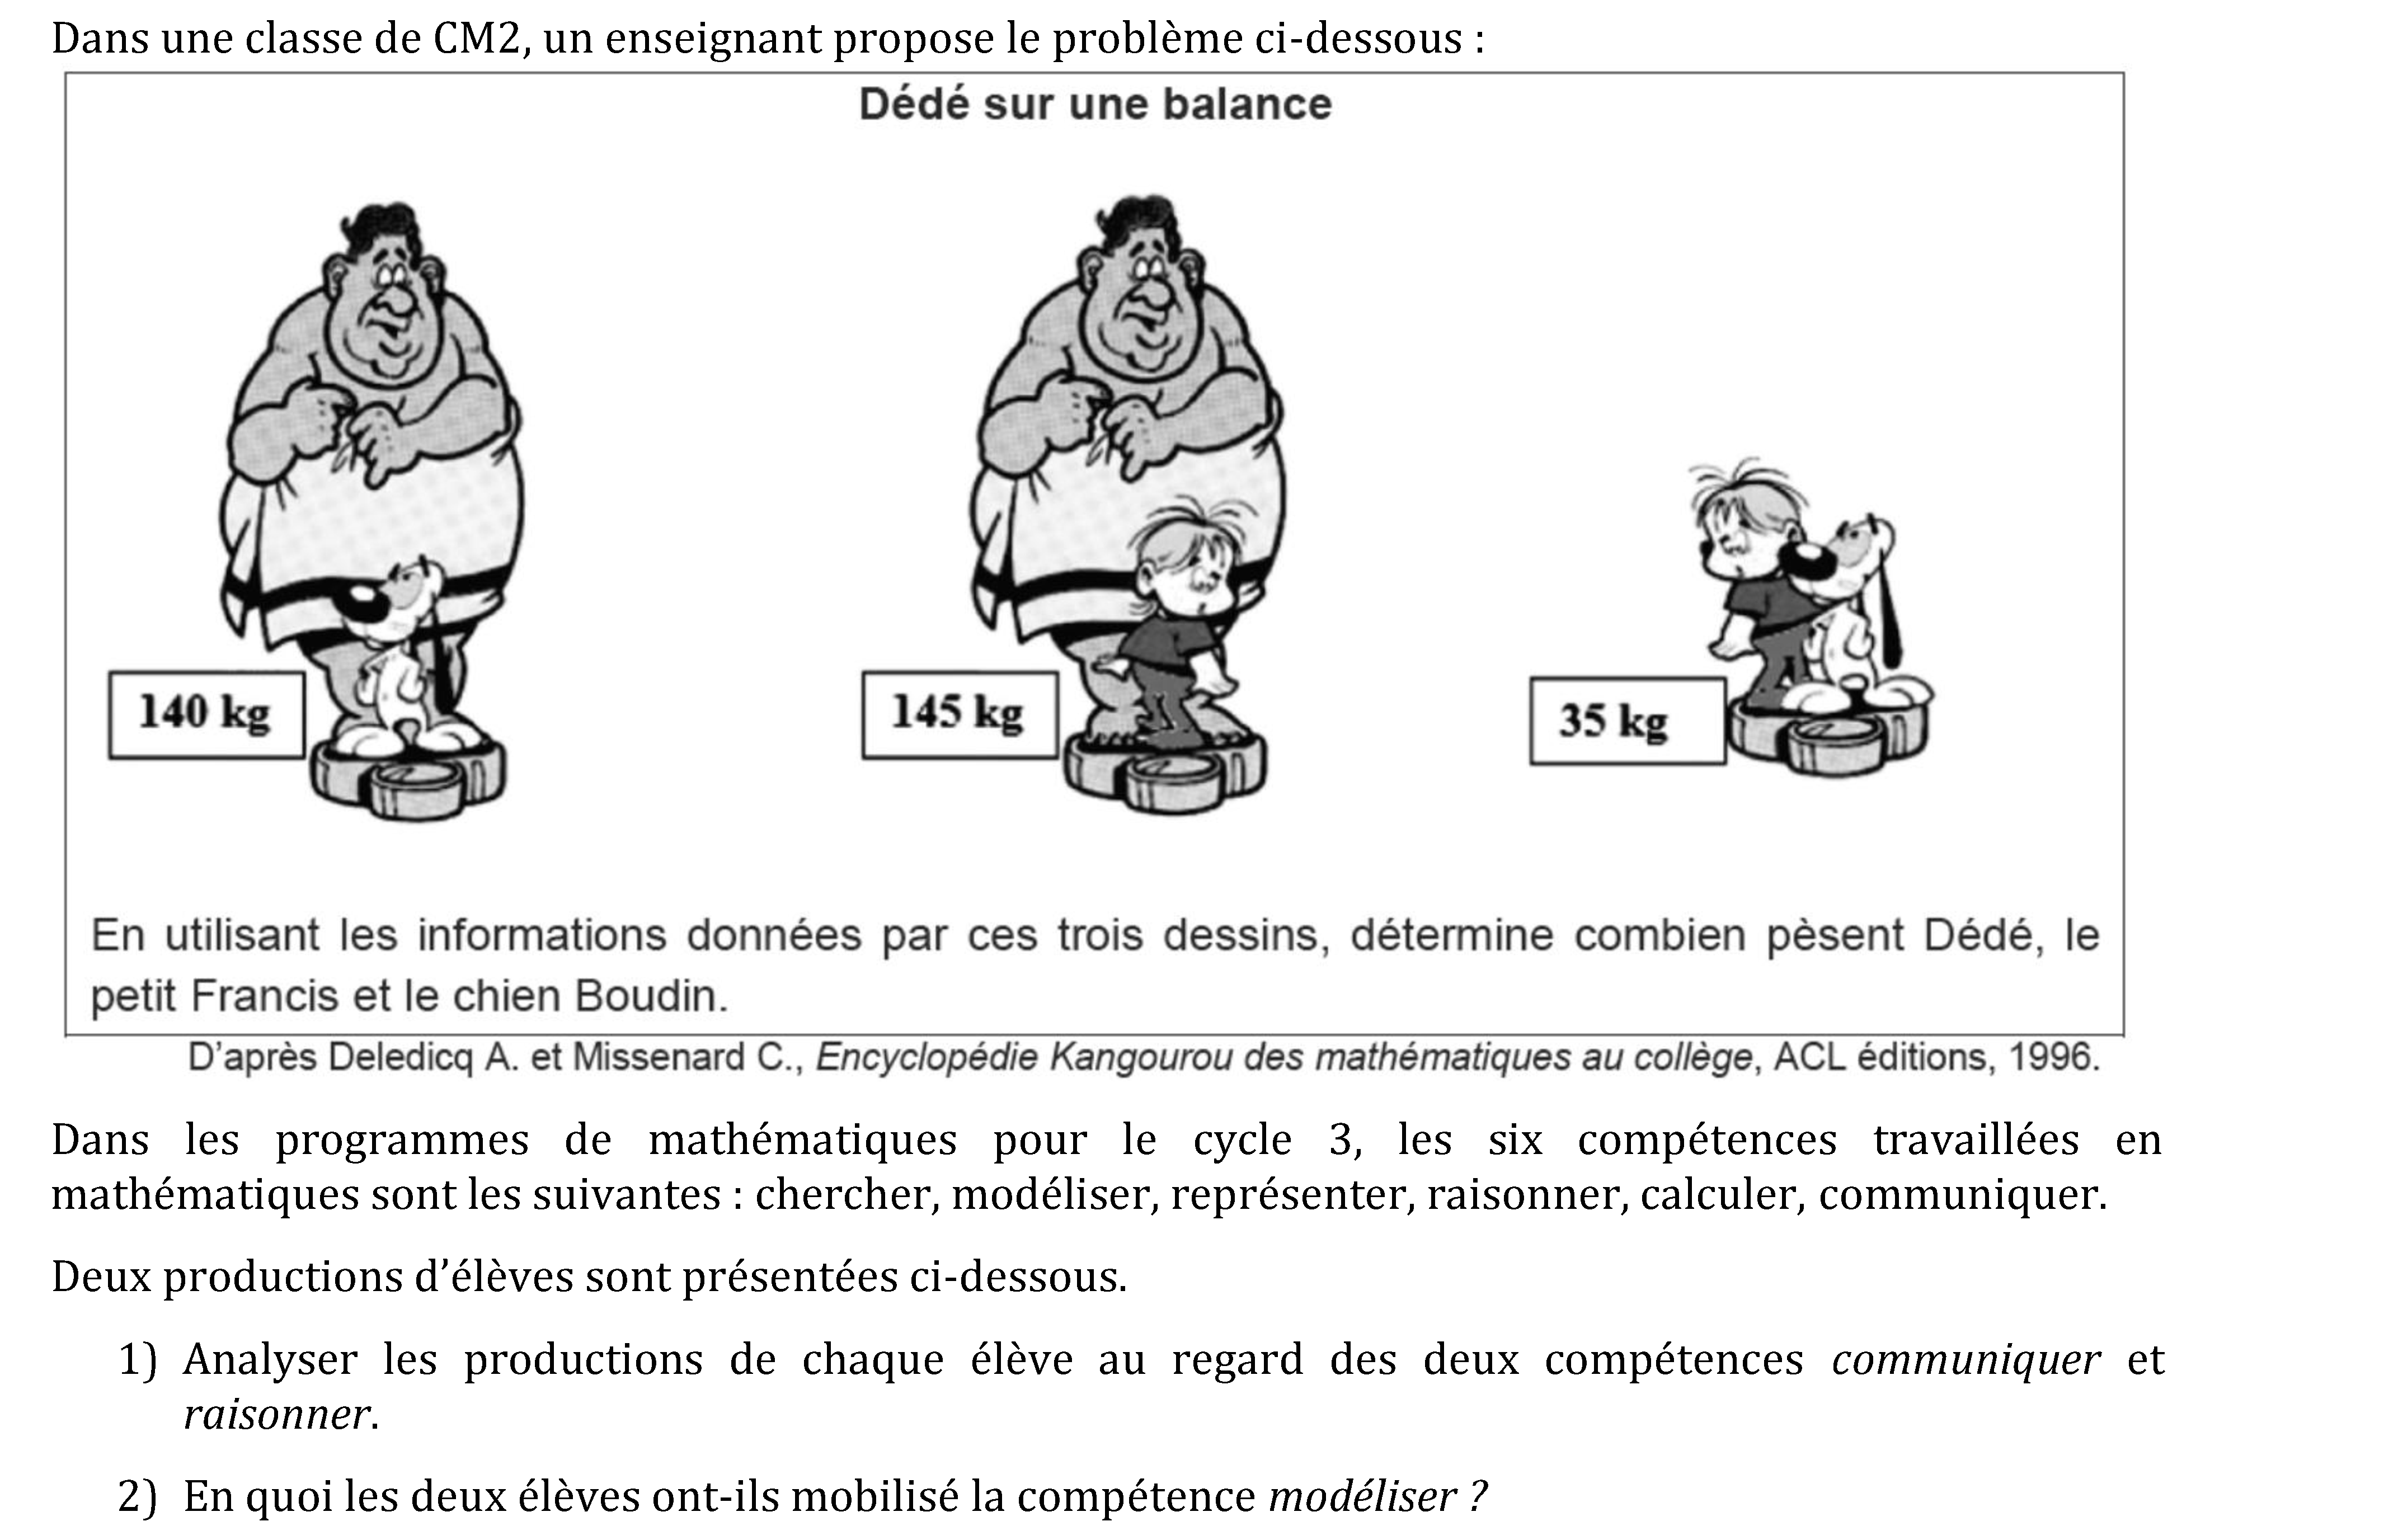 Dans une classe de CM2, un enseignant propose le problème ci-dessous :
Dédé sur une balance
140 kg
145 kg
35 kg
En utilisant les informations données par ces trois dessins, détermine combien pèsent Dédé, le
petit Francis et le chien Boudin.
D'après Deledicq A. et Missenard C., Encyclopédie Kangourou des mathématiques au collège, ACL éditions, 1996.
Dans les programmes de mathématiques pour le cycle 3, les six compétences travaillées en
mathématiques sont les suivantes : chercher, modéliser, représenter, raisonner, calculer, communiquer.
Deux productions d'élèves sont présentées ci-dessous.
1) Analyser les productions de chaque élève au regard des deux compétences communiquer et
raisonner.
2) En quoi les deux élèves ont-ils mobilisé la compétence modéliser ?